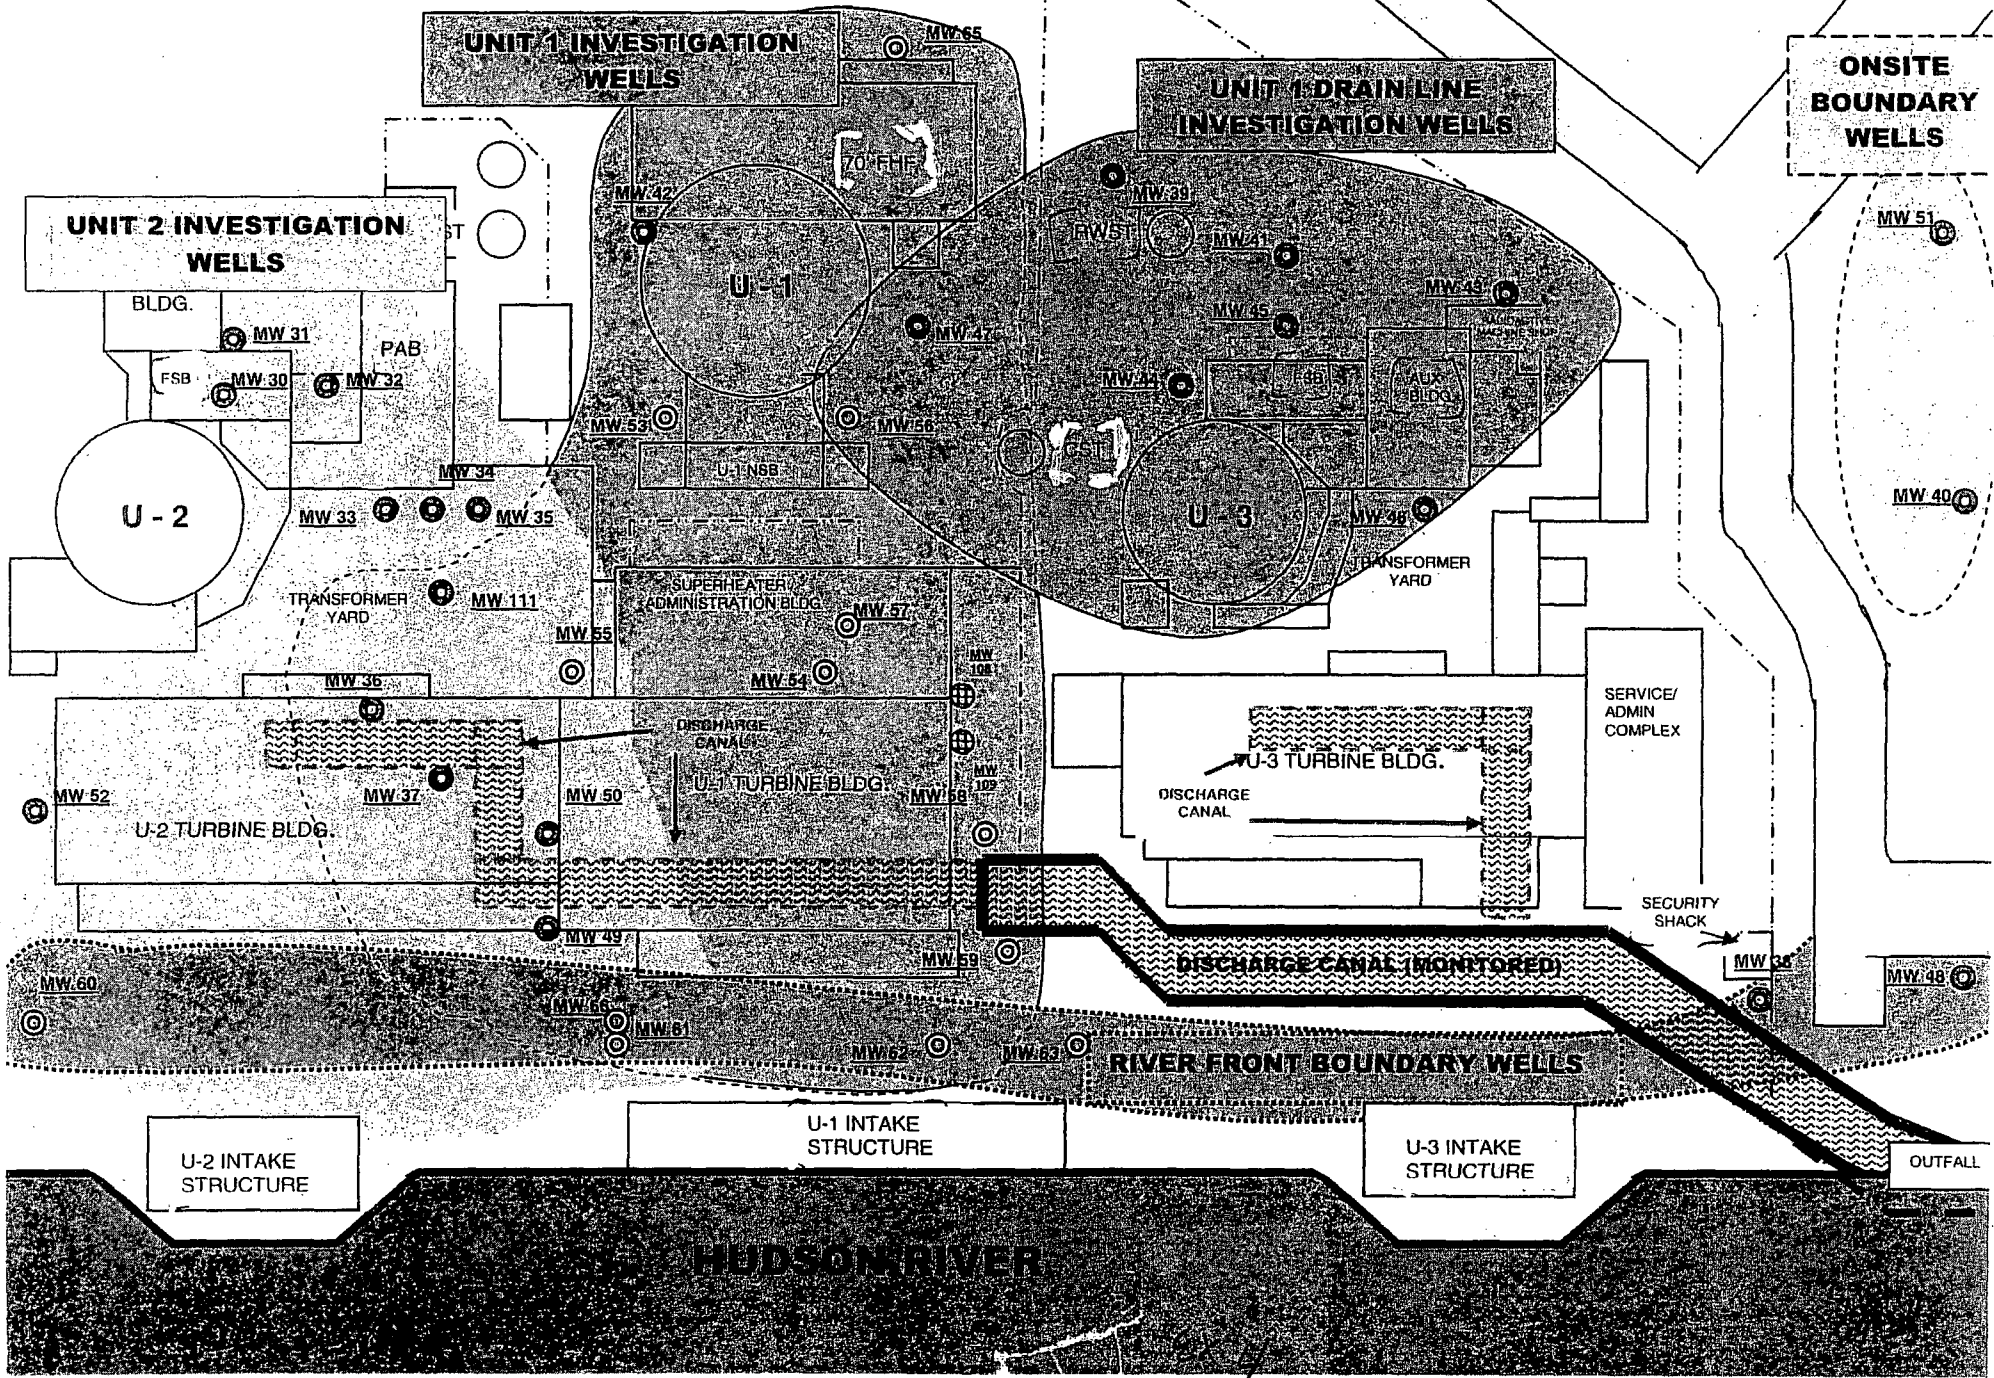 UNIT 1 INVESTIGATION
WELLS
MW 65
UNIT 1 DRAIN LINE
INVESTIGATION WELLS
ONSITE
BOUNDARY
WELLS
70' FHF
MW 42
MW 39
MW 51
UNIT 2 INVESTIGATION
WELLS
ST
RWST
MW 41
U - 1
MW 43
BLDG.
MW 31
MW 45
MW 47
MACHINE SHOP
PAB
FSB
MW 30
MW 32
MW 44
AUX
BLDG.
MW 53
MW 56
CST
U-1 NSB
MW 34
MW 40
U - 2
MW 33
MW 35
U - 3
MW 46
TRANSFORMER
YARD
SUPERHEATER
ADMINISTRATION BLDG.
TRANSFORMER
YARD
MW 111
MW 57
MW 55
MW
108
MW 36
MW 54
SERVICE/
ADMIN
COMPLEX
DISCHARGE
CANAL
U-3 TURBINE BLDG.
MW 52
MW 37
MW 50
U-1 TURBINE BLDG.
MW 58
MW
109
DISCHARGE
CANAL
U-2 TURBINE BLDG.
SECURITY
SHACK
MW 49
MW 59
DISCHARGE CANAL (MONITORED)
MW 38
MW 48
MW 60
MW 66
MW 61
MW 62
MW 63
RIVER FRONT BOUNDARY WELLS
U-2 INTAKE
STRUCTURE
U-1 INTAKE
STRUCTURE
U-3 INTAKE
STRUCTURE
OUTFALL
HUDSON RIVER